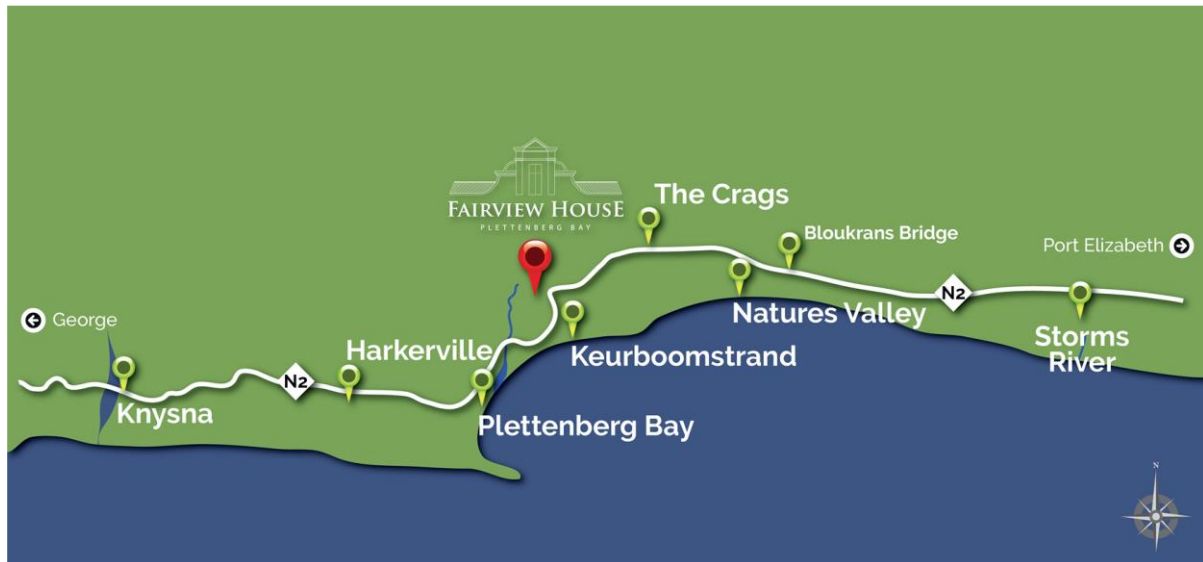 FAIRVIEW HOUSE
PLETTENBERG BAY
The Crags
Bloukrans Bridge
Port Elizabeth
George
N2
Natures Valley
Storms
River
Harkerville
Keurboomstrand
N2
Knysna
Plettenberg Bay
N